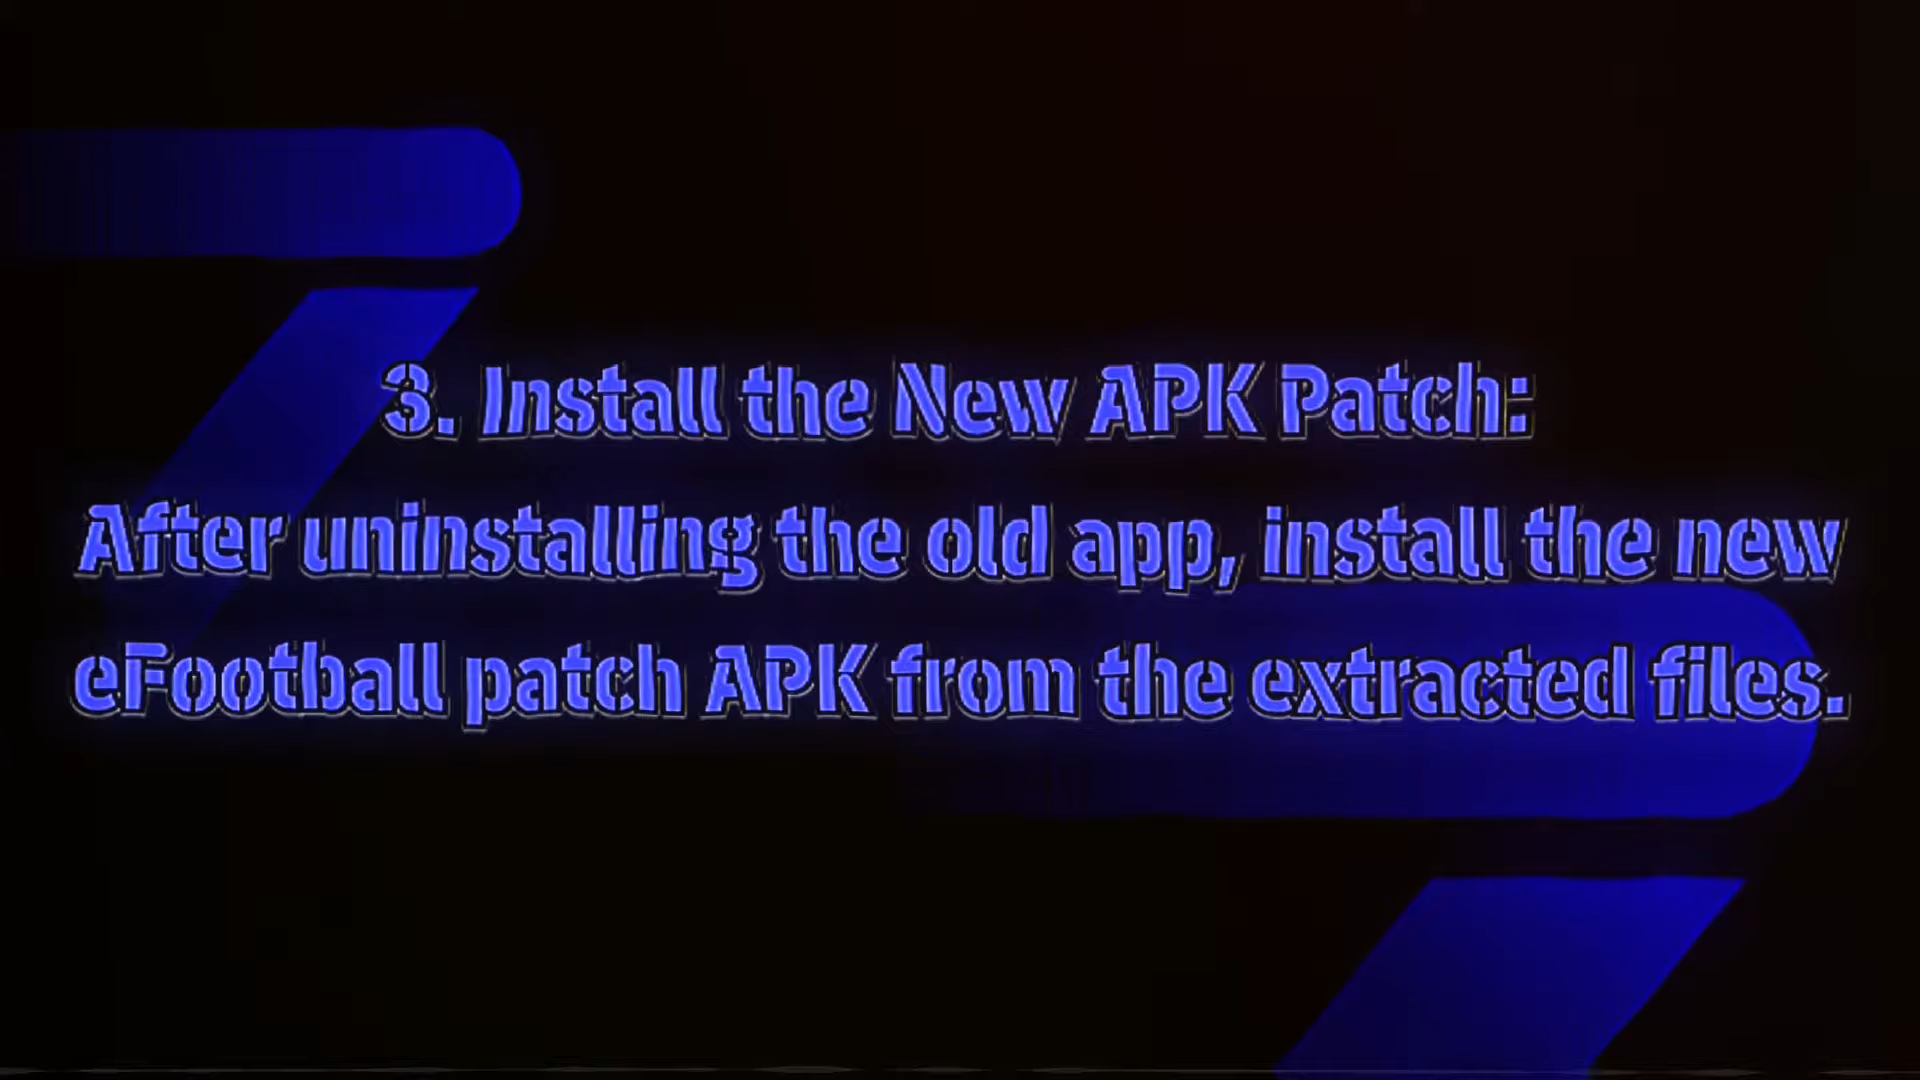 3. Install the New APK Patch:
After uninstalling the old app, install the new
eFootball patch APK from the extracted files.